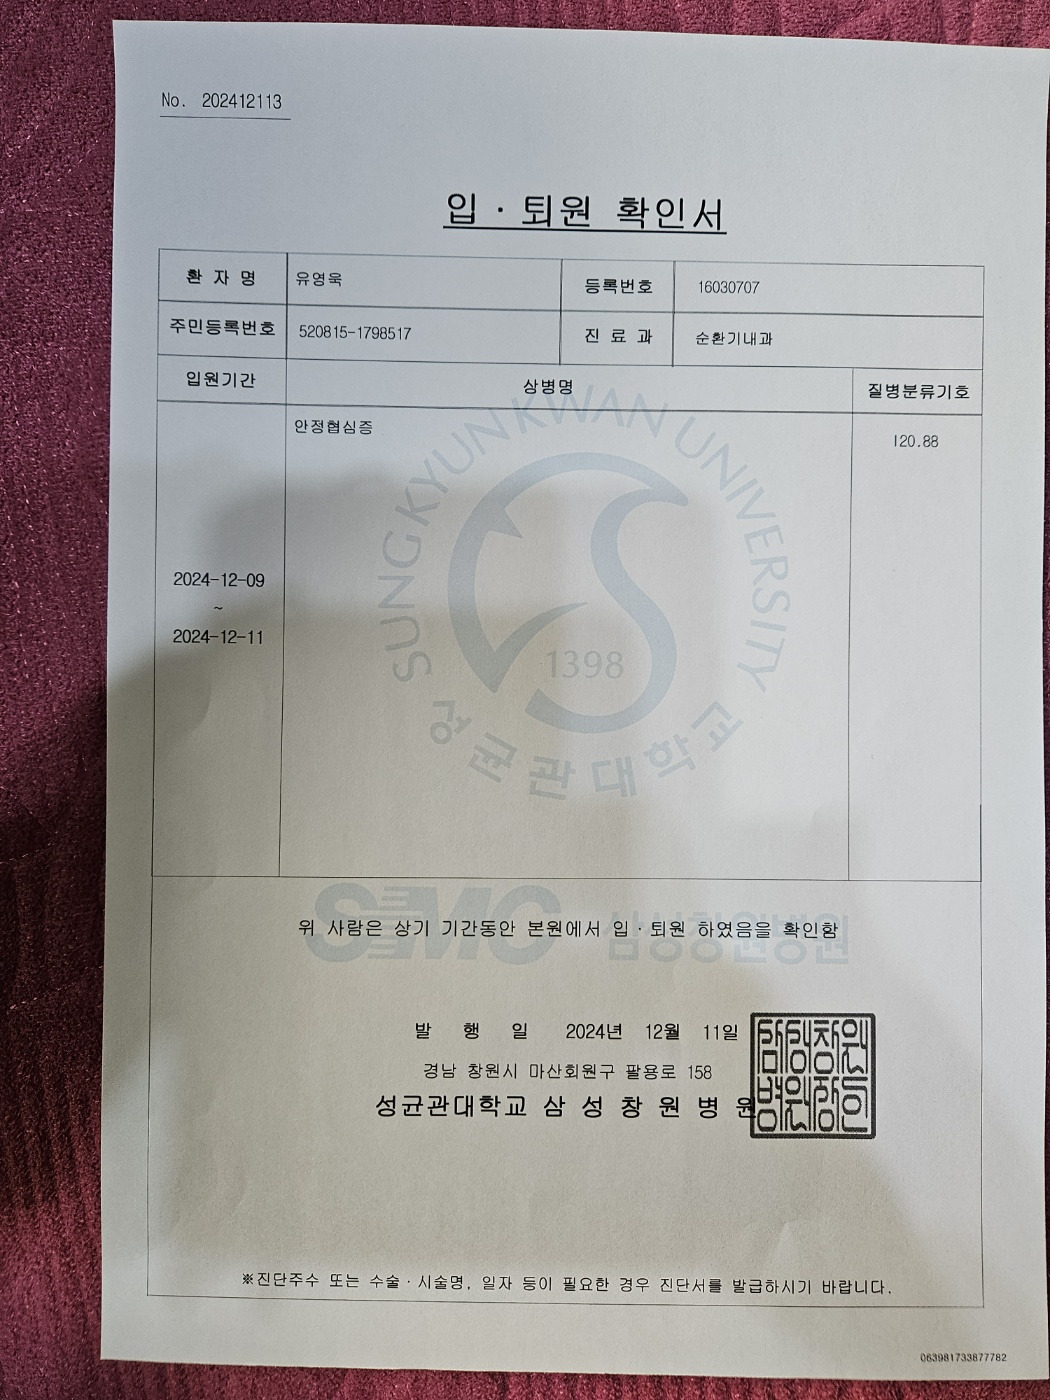 No. 202412113
입·퇴원 확인서
환 자 명 유영욱 등록번호 16030707
주민등록번호 520815-1798517 진 료 과 순환기내과
입원기간 상병명 질병분류기호
안정협심증 I20.88
2024-12-09
~
2024-12-11
SUNGKYUNKWAN UNIVERSITY
1398
성균관대학교
SMC 삼성창원병원
위 사람은 상기 기간동안 본원에서 입·퇴원 하였음을 확인함
발 행 일 2024년 12월 11일
경남 창원시 마산회원구 팔용로 158
성균관대학교 삼 성 창 원 병 원
삼성창원
병원장인
※진단주수 또는 수술·시술명, 일자 등이 필요한 경우 진단서를 발급하시기 바랍니다.
063981733877782